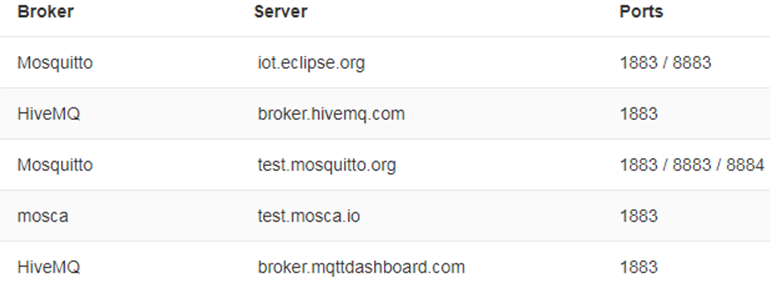 Broker Server Ports
Mosquitto iot.eclipse.org 1883 / 8883
HiveMQ broker.hivemq.com 1883
Mosquitto test.mosquitto.org 1883 / 8883 / 8884
mosca test.mosca.io 1883
HiveMQ broker.mqttdashboard.com 1883